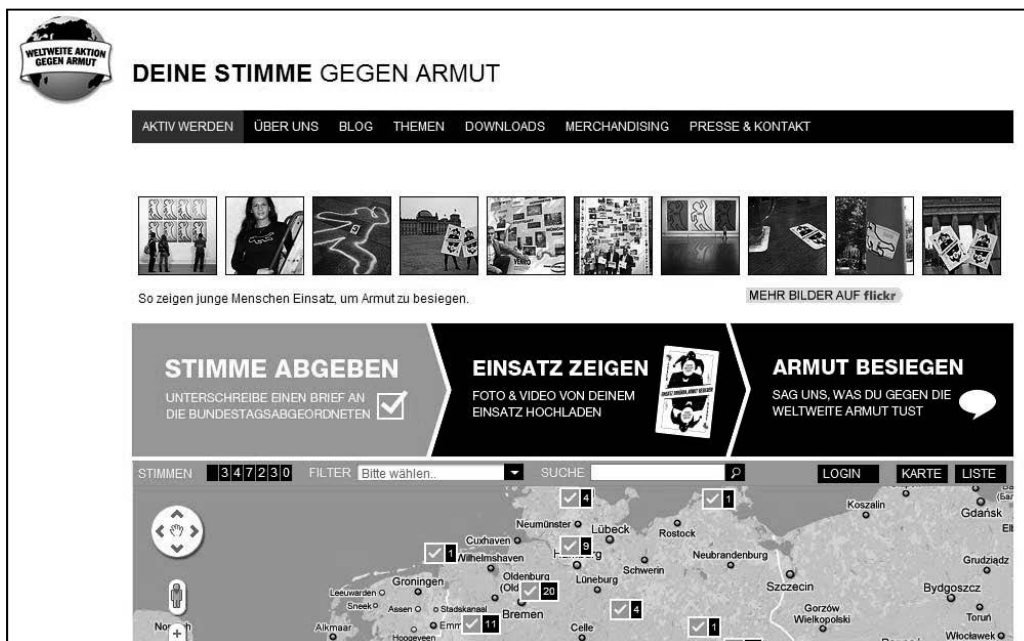 WELTWEITE AKTION
GEGEN ARMUT
DEINE STIMME GEGEN ARMUT
AKTIV WERDEN ÜBER UNS BLOG THEMEN DOWNLOADS MERCHANDISING PRESSE & KONTAKT
So zeigen junge Menschen Einsatz, um Armut zu besiegen.
MEHR BILDER AUF flickr
STIMME ABGEBEN
UNTERSCHREIBE EINEN BRIEF AN
DIE BUNDESTAGSABGEORDNETEN
EINSATZ ZEIGEN
FOTO & VIDEO VON DEINEM
EINSATZ HOCHLADEN
ARMUT BESIEGEN
SAG UNS, WAS DU GEGEN DIE
WELTWEITE ARMUT TUST
STIMMEN 347230 FILTER Bitte wählen.. SUCHE LOGIN KARTE LISTE
4 1
Koszalin
Gdańsk
Neumünster
Lübeck
Rostock
Cuxhaven
9
1
Wilhelmshaven
Neubrandenburg
Grudziądz
Schwerin
Groningen
Oldenburg
(Old
Lüneburg
Szczecin
Bydgoszcz
Leeuwarden
20
Sneek
Assen
Stadskanaal
Bremen
4
Gorzów
Wielkopolski
Toruń
Alkmaar
Emm
11
Celle
1
Hoogeveen
Włocławek